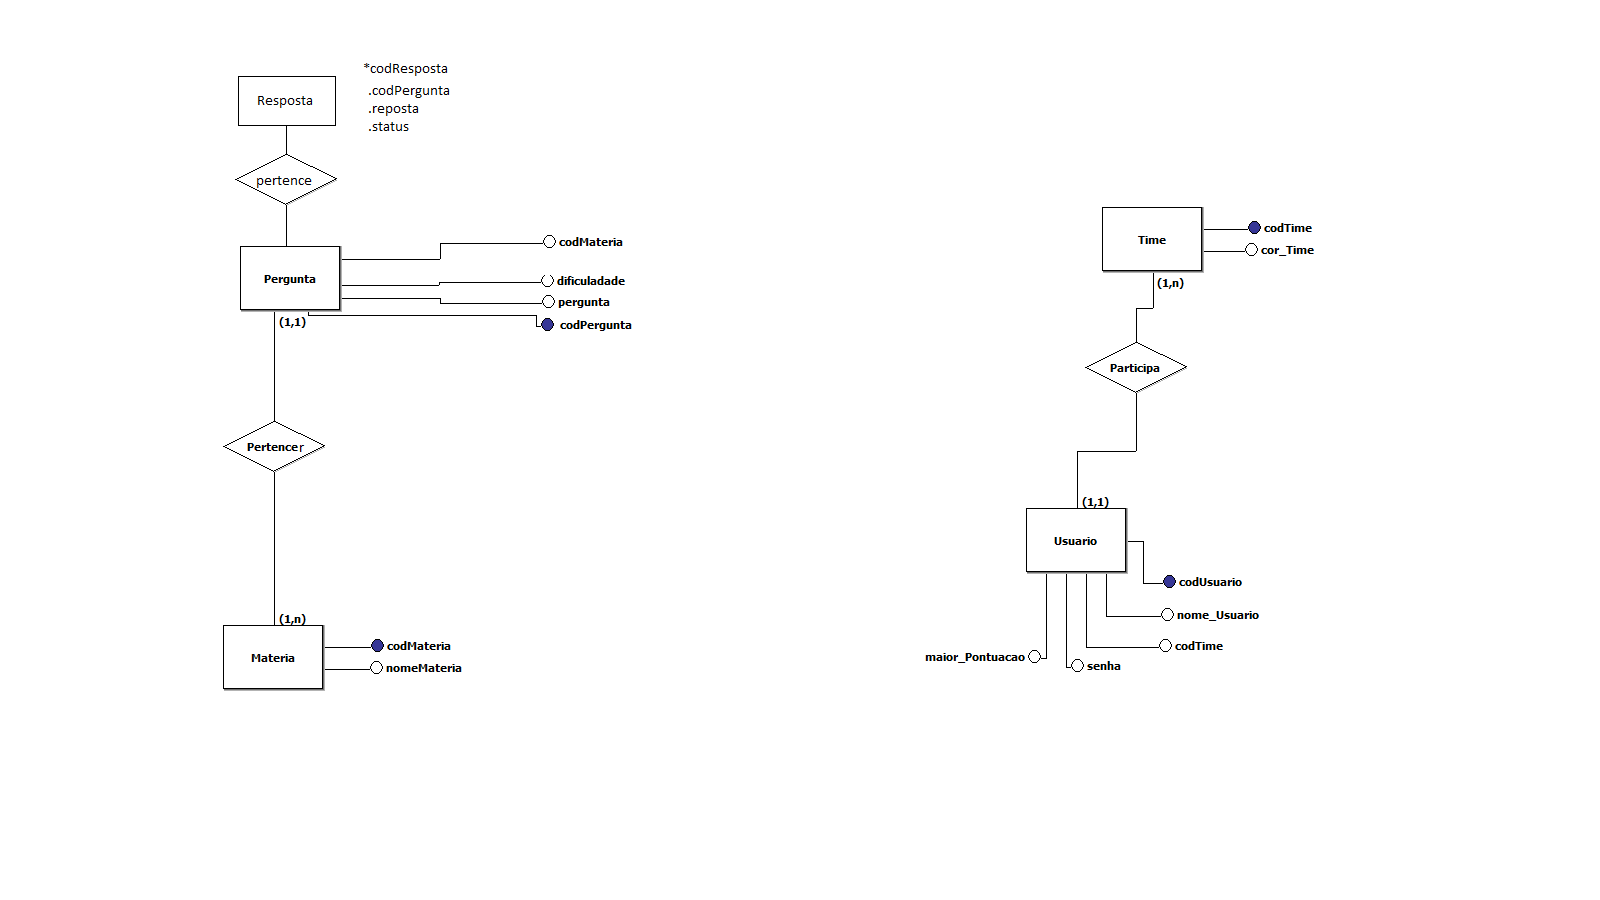 *codResposta
Resposta
.codPergunta
.reposta
.status
pertence
codMateria
Pergunta
dificuladade
pergunta
(1,1)
codPergunta
Pertencer
(1,n)
Materia
codMateria
nomeMateria
Time
codTime
cor_Time
(1,n)
Participa
(1,1)
Usuario
codUsuario
nome_Usuario
codTime
maior_Pontuacao
senha